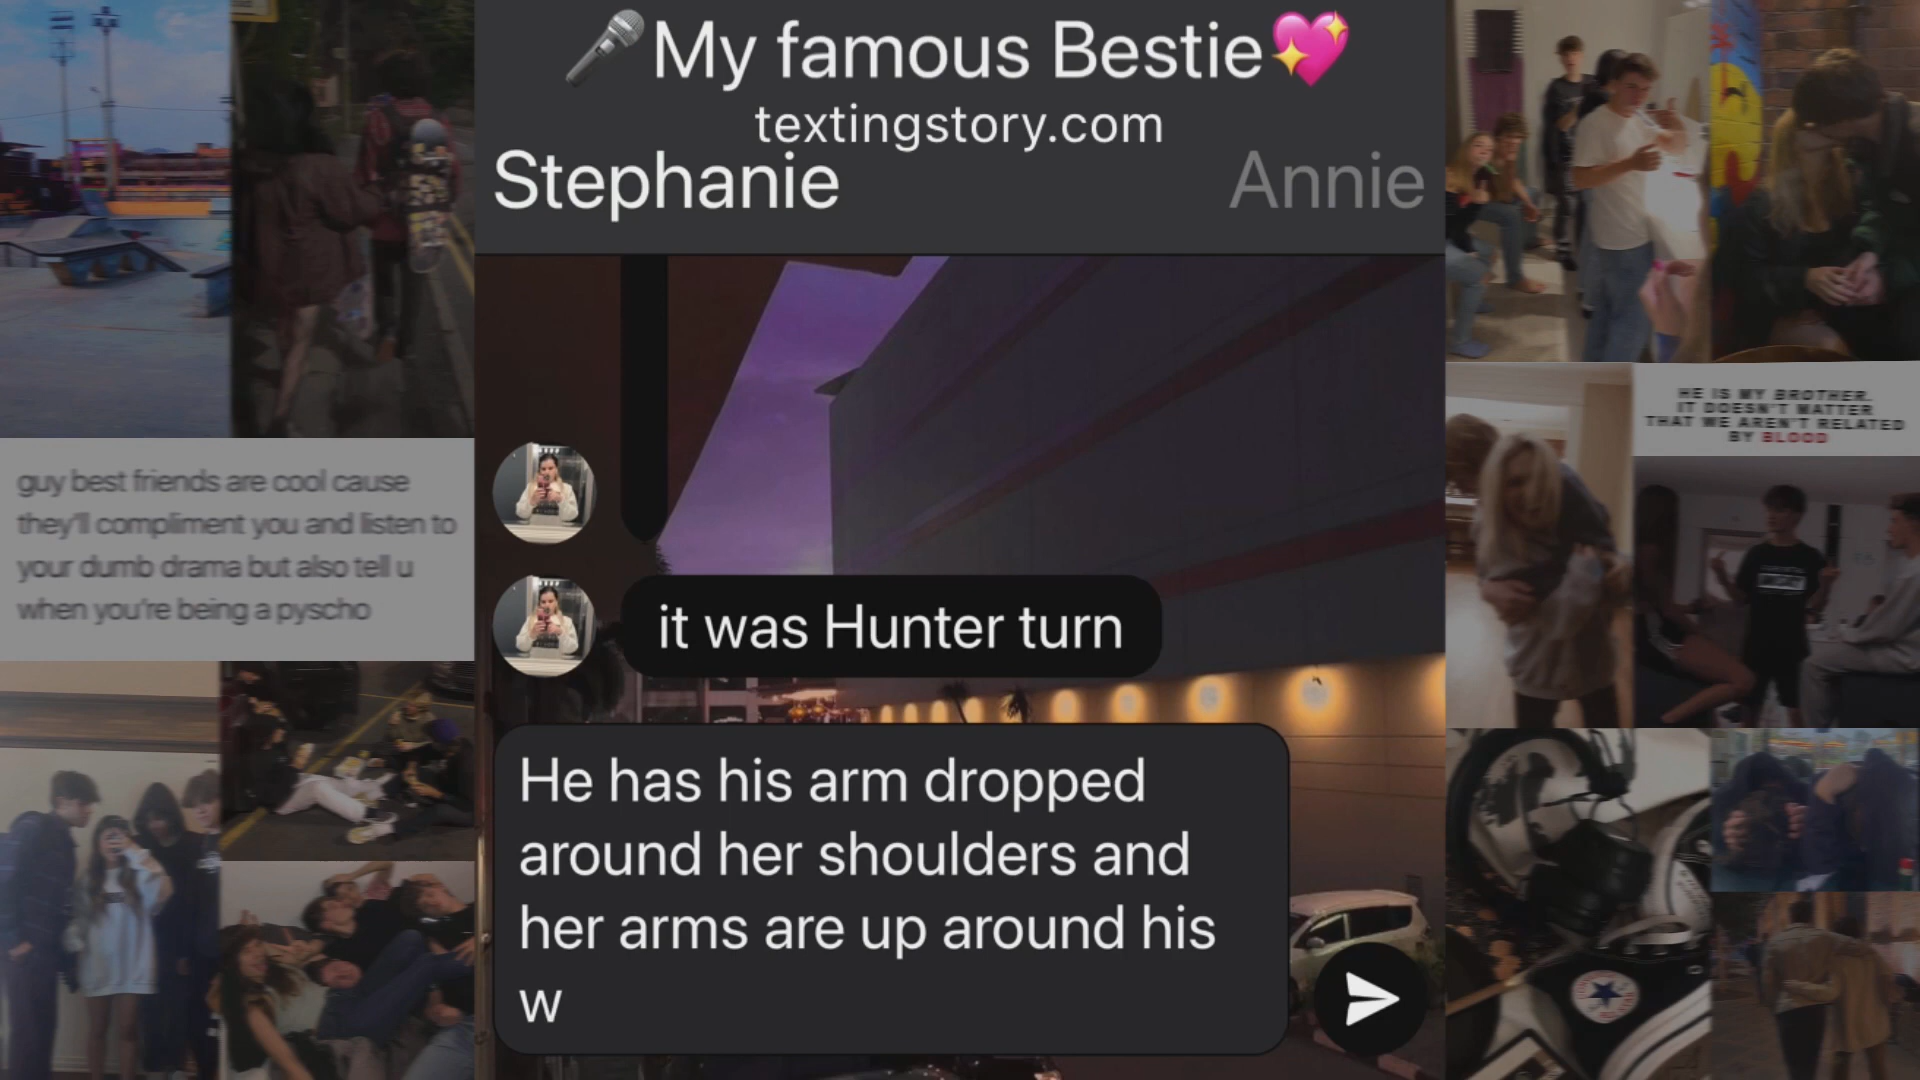 🎤My famous Bestie💖
textingstory.com
Stephanie
Annie
it was Hunter turn
He has his arm dropped
around her shoulders and
her arms are up around his
w
guy best friends are cool cause
they'll compliment you and listen to
your dumb drama but also tell u
when you're being a pyscho
HE IS MY BROTHER.
IT DOESN'T MATTER
THAT WE AREN'T RELATED
BY BLOOD